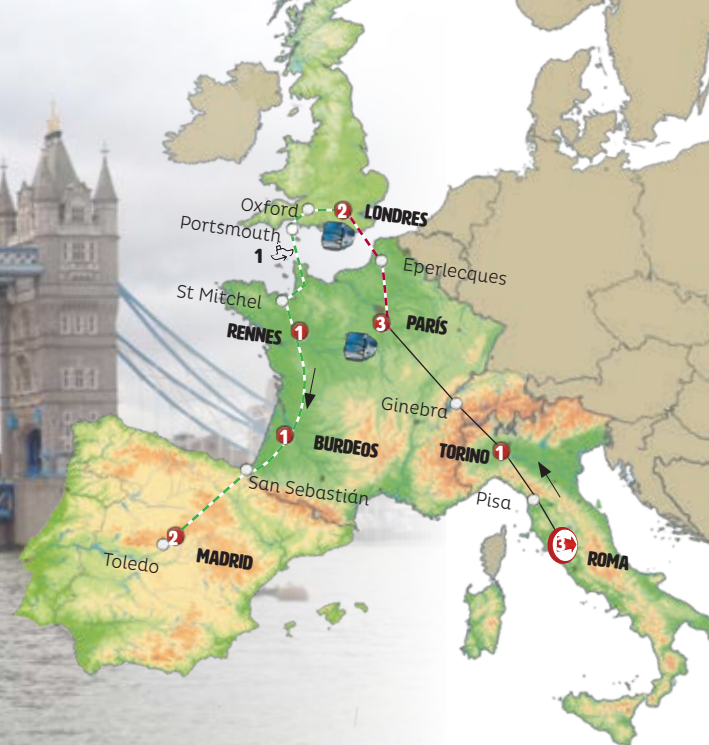 Oxford
2
LONDRES
Portsmouth
1
Eperlecques
St Mitchel
RENNES
1
3
PARÍS
Ginebra
1
BURDEOS
TORINO
1
San Sebastián
Pisa
2
MADRID
Toledo
3
ROMA